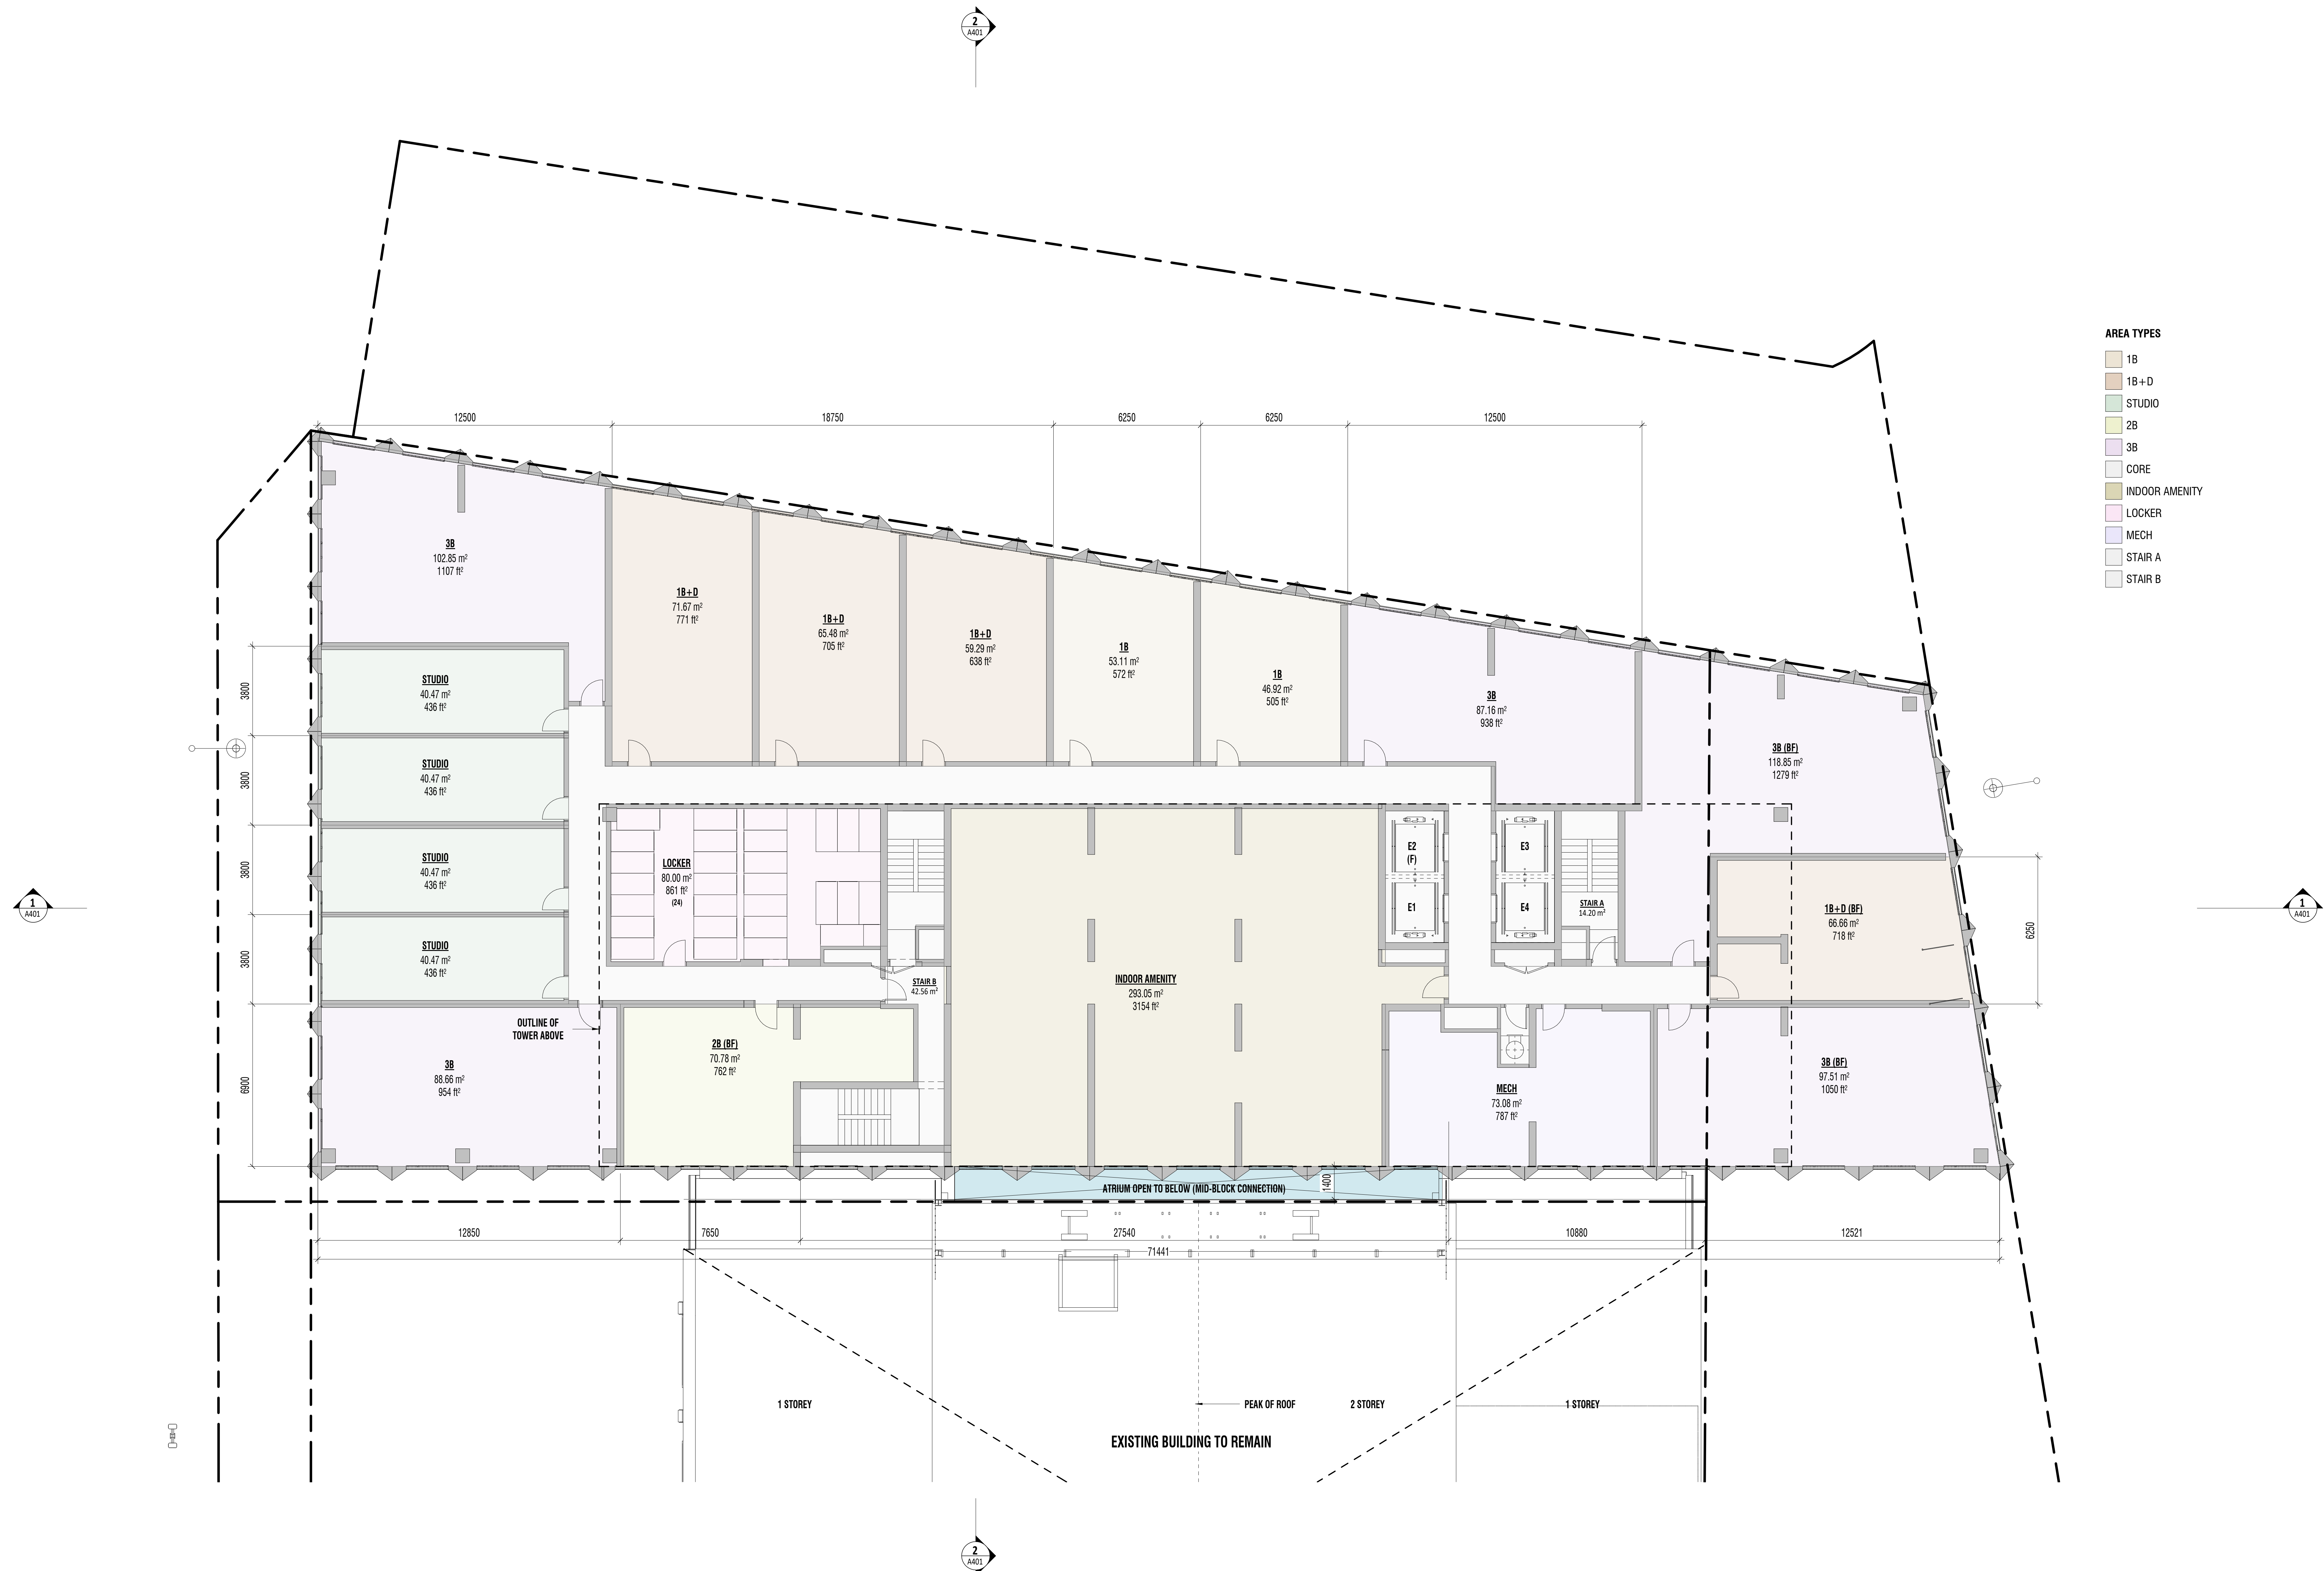 2
A401
AREA TYPES
1B
1B+D
STUDIO
2B
3B
CORE
INDOOR AMENITY
LOCKER
MECH
STAIR A
STAIR B
12500
18750
6250
6250
12500
3B
102.85 m²
1107 ft²
1B+D
71.67 m²
771 ft²
1B+D
65.48 m²
705 ft²
1B+D
59.29 m²
638 ft²
1B
53.11 m²
572 ft²
1B
46.92 m²
505 ft²
3B
87.16 m²
938 ft²
3B (BF)
118.85 m²
1279 ft²
3800
STUDIO
40.47 m²
436 ft²
3800
STUDIO
40.47 m²
436 ft²
3800
STUDIO
40.47 m²
436 ft²
3800
STUDIO
40.47 m²
436 ft²
LOCKER
80.00 m²
861 ft²
(24)
E2
(F)
E3
E1
E4
STAIR A
14.20 m²
1B+D (BF)
66.66 m²
718 ft²
6250
1
A401
1
A401
STAIR B
42.56 m²
INDOOR AMENITY
293.05 m²
3154 ft²
OUTLINE OF
TOWER ABOVE
6900
3B
88.66 m²
954 ft²
2B (BF)
70.78 m²
762 ft²
MECH
73.08 m²
787 ft²
3B (BF)
97.51 m²
1050 ft²
ATRIUM OPEN TO BELOW (MID-BLOCK CONNECTION)
1400
12850
7650
27540
10880
12521
71441
1 STOREY
PEAK OF ROOF
2 STOREY
1 STOREY
EXISTING BUILDING TO REMAIN
2
A401